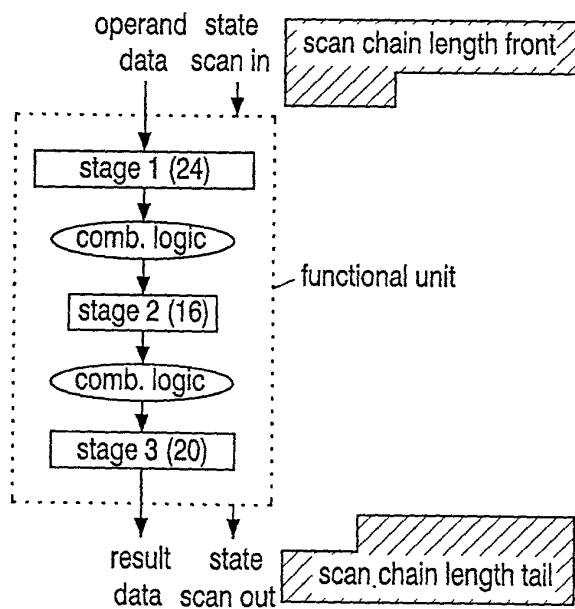 operand state
data scan in
scan chain length front
stage 1 (24)
comb. logic
functional unit
stage 2 (16)
comb. logic
stage 3 (20)
result state
data scan out
scan chain length tail